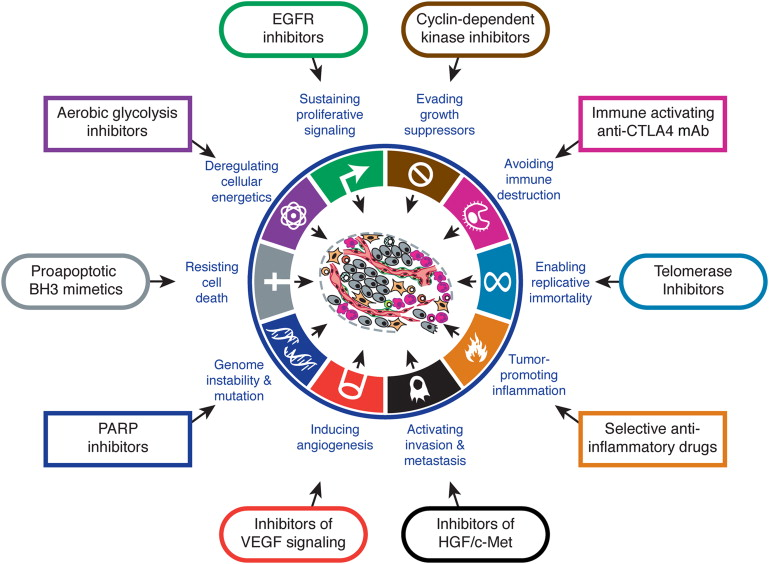 EGFR
inhibitors
Cyclin-dependent
kinase inhibitors
Sustaining
proliferative
signaling
Evading
growth
suppressors
Aerobic glycolysis
inhibitors
Immune activating
anti-CTLA4 mAb
Deregulating
cellular
energetics
Avoiding
immune
destruction
Proapoptotic
BH3 mimetics
Resisting
cell
death
Enabling
replicative
immortality
Telomerase
Inhibitors
Genome
instability &
mutation
Tumor-
promoting
inflammation
PARP
inhibitors
Inducing
angiogenesis
Activating
invasion &
metastasis
Selective anti-
inflammatory drugs
Inhibitors of
VEGF signaling
Inhibitors of
HGF/c-Met